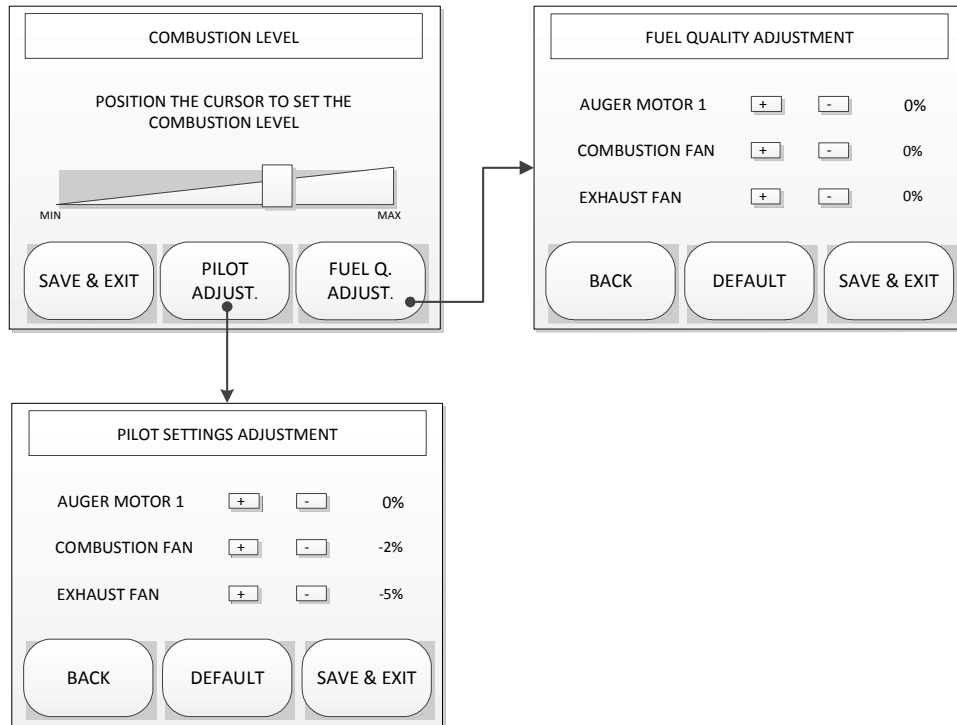 COMBUSTION LEVEL
POSITION THE CURSOR TO SET THE
COMBUSTION LEVEL
MIN MAX
SAVE & EXIT
PILOT
ADJUST.
FUEL Q.
ADJUST.
FUEL QUALITY ADJUSTMENT
AUGER MOTOR 1 + - 0%
COMBUSTION FAN + - 0%
EXHAUST FAN + - 0%
BACK DEFAULT SAVE & EXIT
PILOT SETTINGS ADJUSTMENT
AUGER MOTOR 1 + - 0%
COMBUSTION FAN + - -2%
EXHAUST FAN + - -5%
BACK DEFAULT SAVE & EXIT